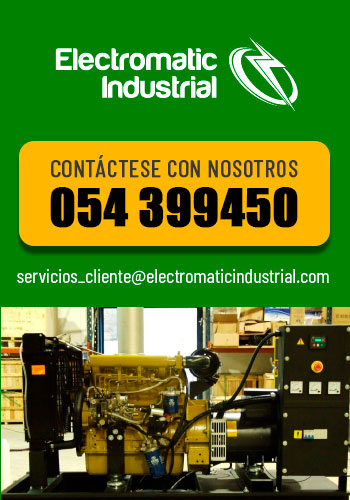 Electromatic
Industrial
CONTÁCTESE CON NOSOTROS
054 399450
servicios_cliente@electromaticindustrial.com